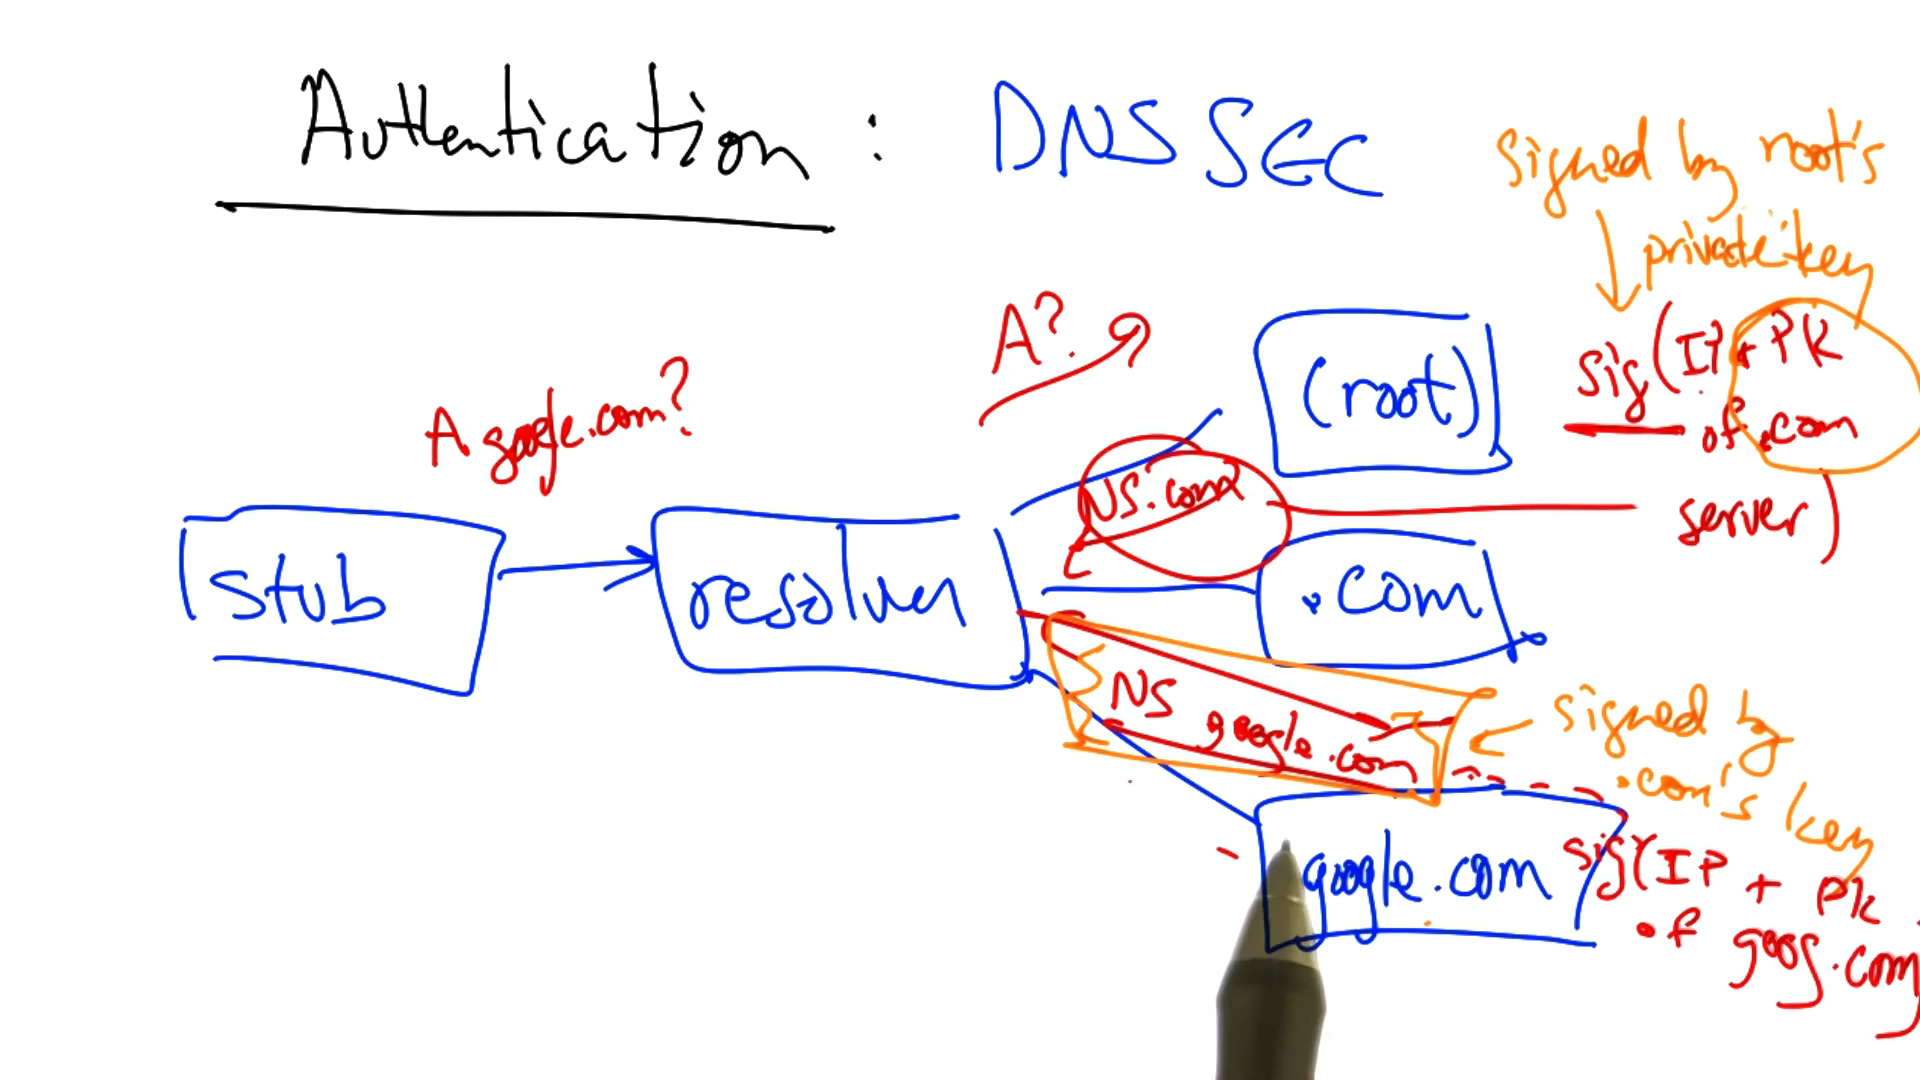 Authentication : DNSSEC
signed by root's
private key
A?
(root)
sig(IP + PK
of .com
server)
A google.com?
NS .com
stub
resolver
.com
NS
google.com
signed by
.com's key
google.com
sig(IP + PK
of goog.com)